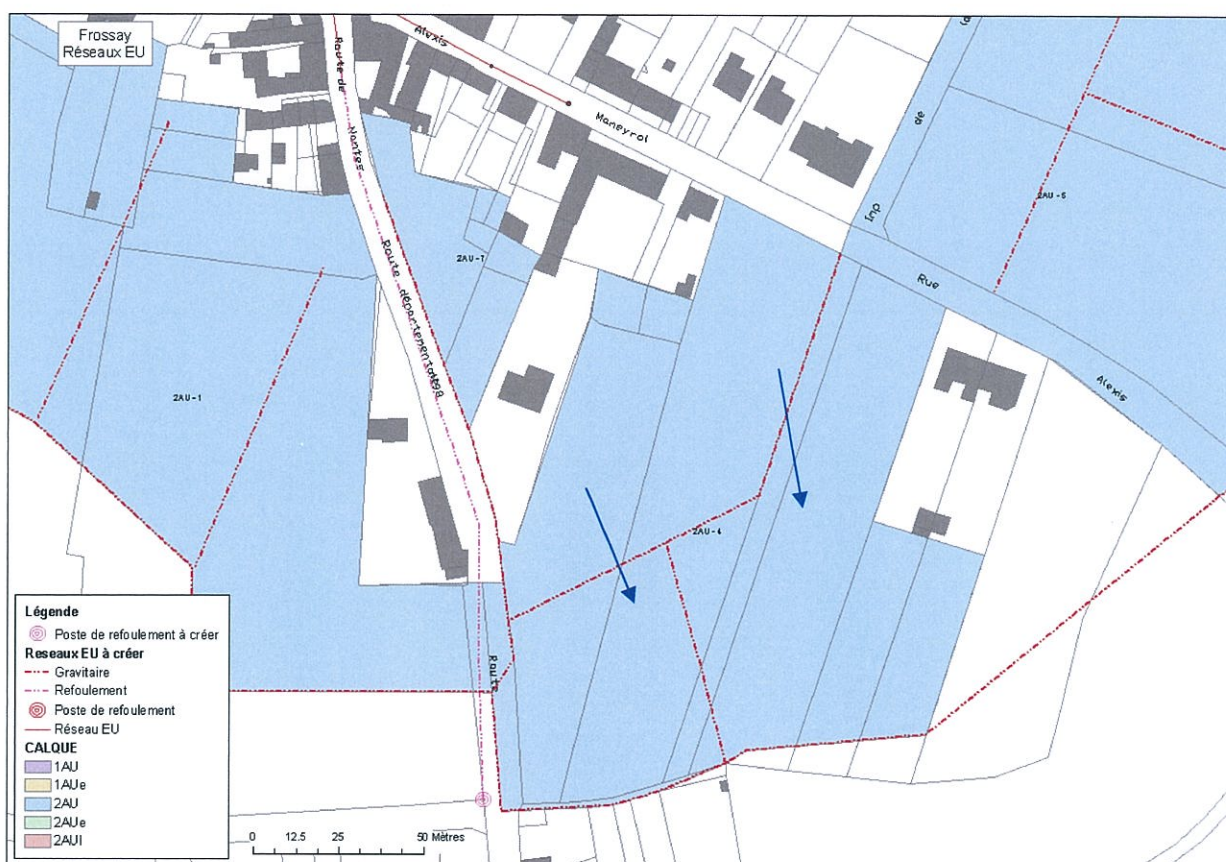 Frossay
Réseaux EU
Route de
Nantes
Alexis
Maneyrol
de
Imp
2AU-5
Rue
Alexis
Route départementale
2AU-7
2AU-1
2AU-4
Route
Légende
Poste de refoulement à créer
Reseaux EU à créer
Gravitaire
Refoulement
Poste de refoulement
Réseau EU
CALQUE
1AU
1AUe
2AU
2AUe
2AUl
0 12.5 25 50 Mètres